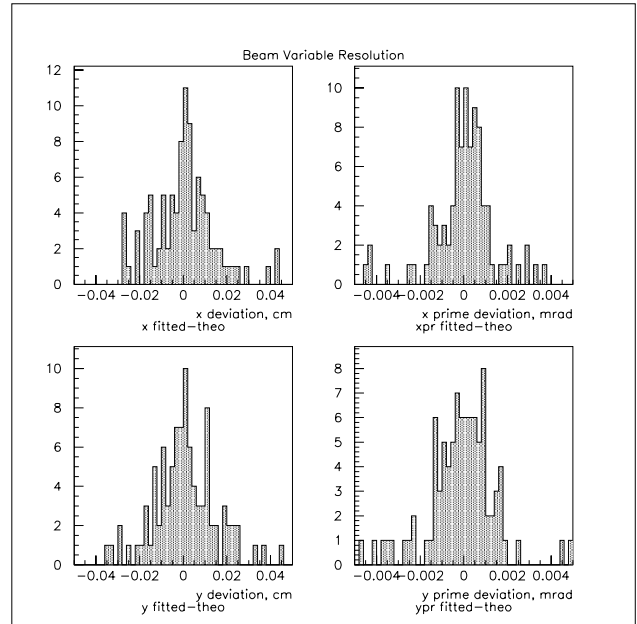 Beam Variable Resolution
12
10
8
6
4
2
0
−0.04 −0.02 0 0.02 0.04
x deviation, cm
x fitted−theo
10
8
6
4
2
0
−0.004 −0.002 0 0.002 0.004
x prime deviation, mrad
xpr fitted−theo
10
8
6
4
2
0
−0.04 −0.02 0 0.02 0.04
y deviation, cm
y fitted−theo
8
7
6
5
4
3
2
1
0
−0.004 −0.002 0 0.002 0.004
y prime deviation, mrad
ypr fitted−theo